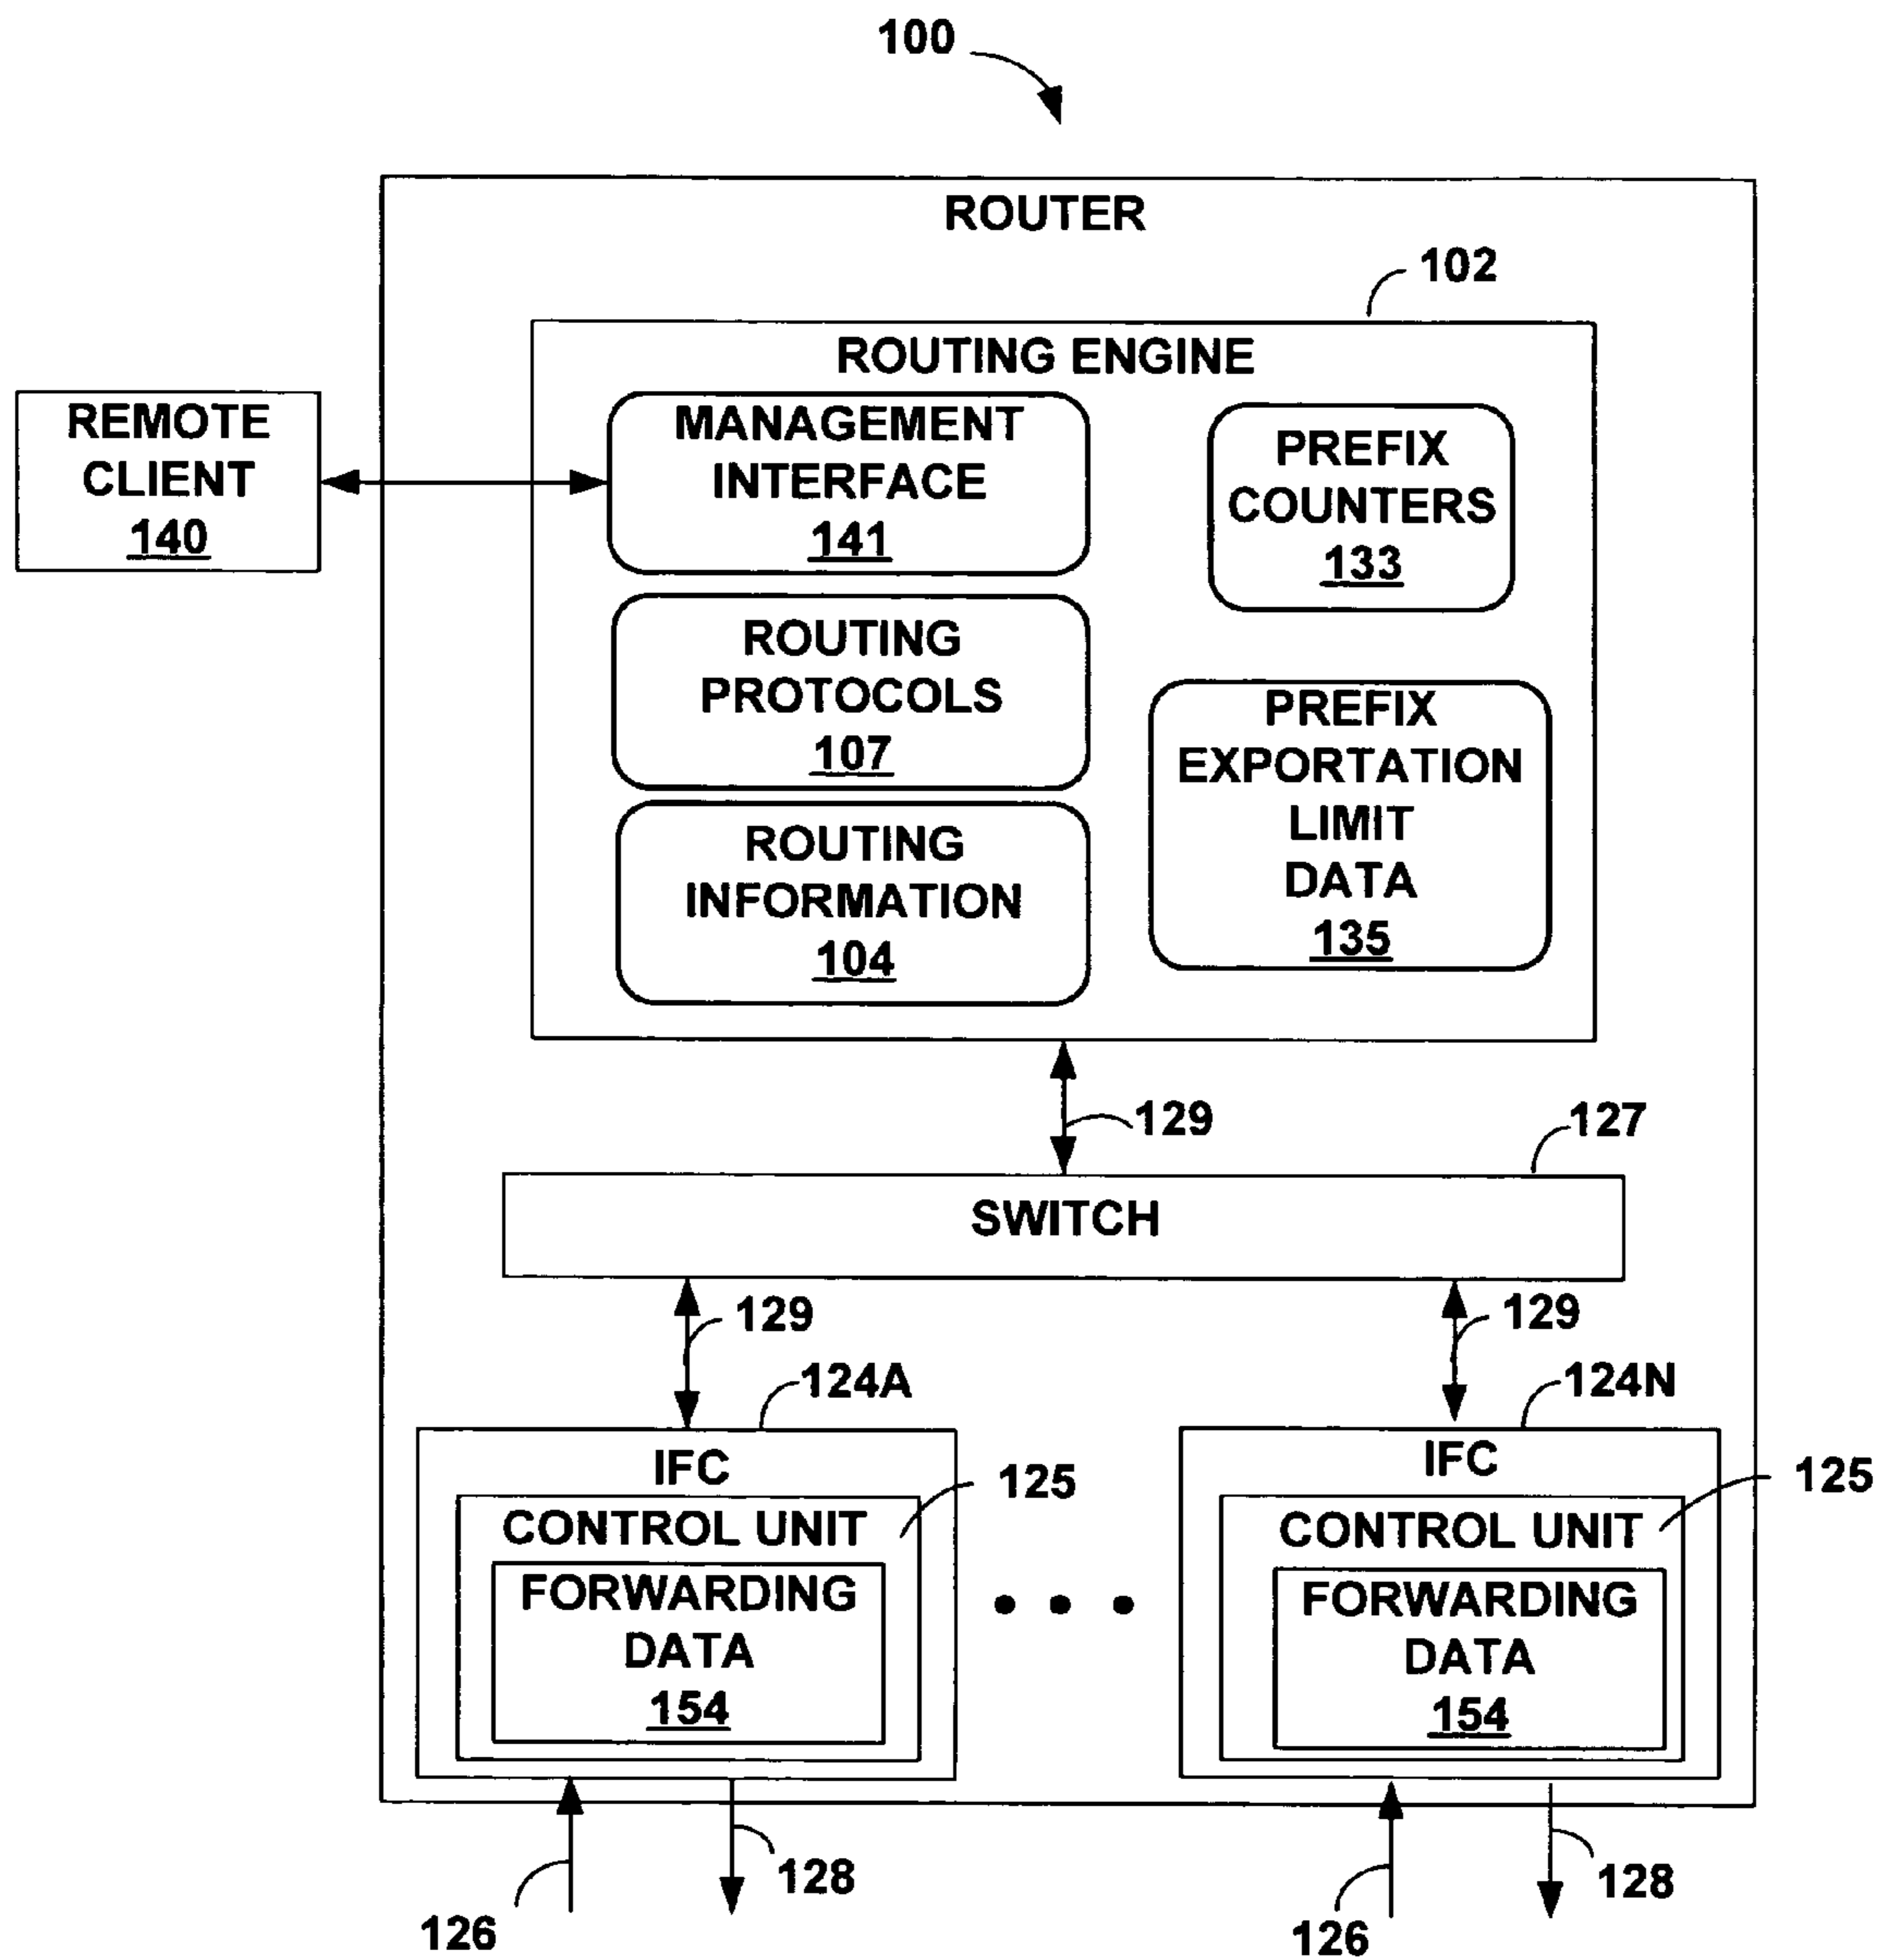 100
ROUTER
102
ROUTING ENGINE
REMOTE
CLIENT
140
MANAGEMENT
INTERFACE
141
PREFIX
COUNTERS
133
ROUTING
PROTOCOLS
107
PREFIX
EXPORTATION
LIMIT
DATA
135
ROUTING
INFORMATION
104
129
127
SWITCH
129
129
124A
124N
IFC
125
CONTROL UNIT
FORWARDING
DATA
154
IFC
125
CONTROL UNIT
FORWARDING
DATA
154
126
128
126
128